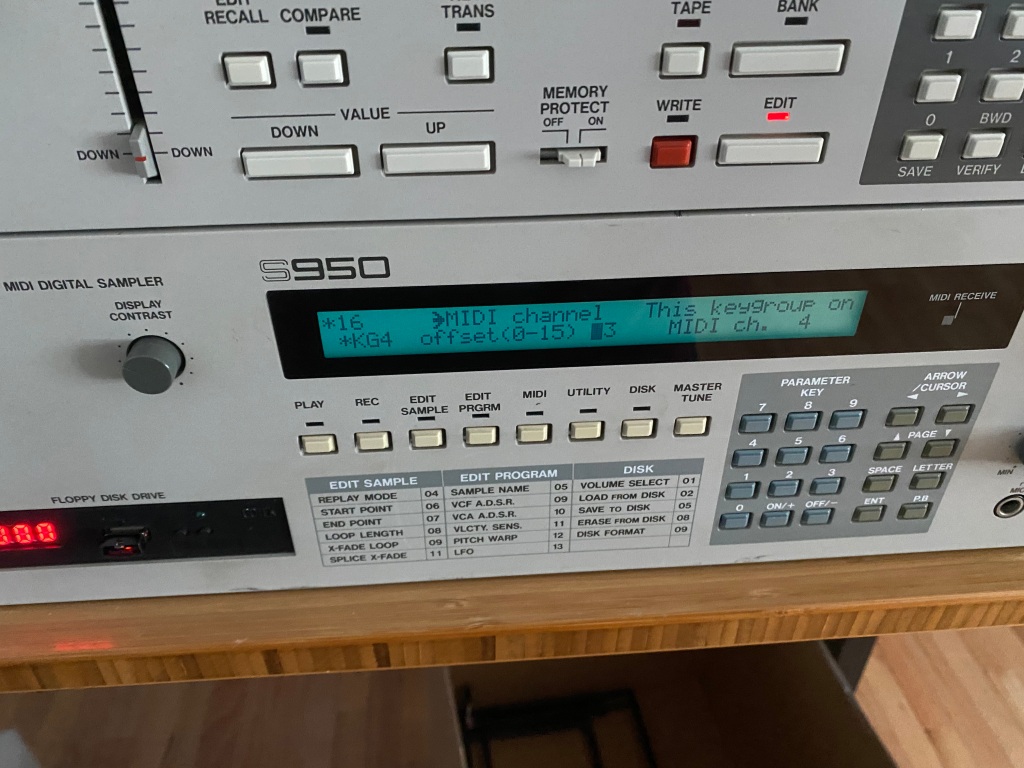 RECALL COMPARE
TRANS
TAPE
BANK
VALUE
DOWN
UP
MEMORY
PROTECT
OFF ON
WRITE
EDIT
1
2
0
BWD
SAVE
VERIFY
DOWN
DOWN
MIDI DIGITAL SAMPLER
DISPLAY
CONTRAST
S950
*16 MIDI channel This keygroup on
*KG4 offset(0-15) 3 MIDI ch. 4
MIDI RECEIVE
PLAY
REC
EDIT
SAMPLE
EDIT
PRGRM
MIDI
UTILITY
DISK
MASTER
TUNE
PARAMETER
KEY
7 8 9
4 5 6
1 2 3
0 ON/+ OFF/–
ARROW
/CURSOR
PAGE
SPACE LETTER
ENT P.B
EDIT SAMPLE
REPLAY MODE 04
START POINT 06
END POINT 07
LOOP LENGTH 08
X-FADE LOOP 09
SPLICE X-FADE 11
EDIT PROGRAM
SAMPLE NAME 05
VCF A.D.S.R. 09
VCA A.D.S.R. 10
VLCTY. SENS. 11
PITCH WARP 12
LFO 13
DISK
VOLUME SELECT 01
LOAD FROM DISK 02
SAVE TO DISK 05
ERASE FROM DISK 08
DISK FORMAT 09
FLOPPY DISK DRIVE
MIN